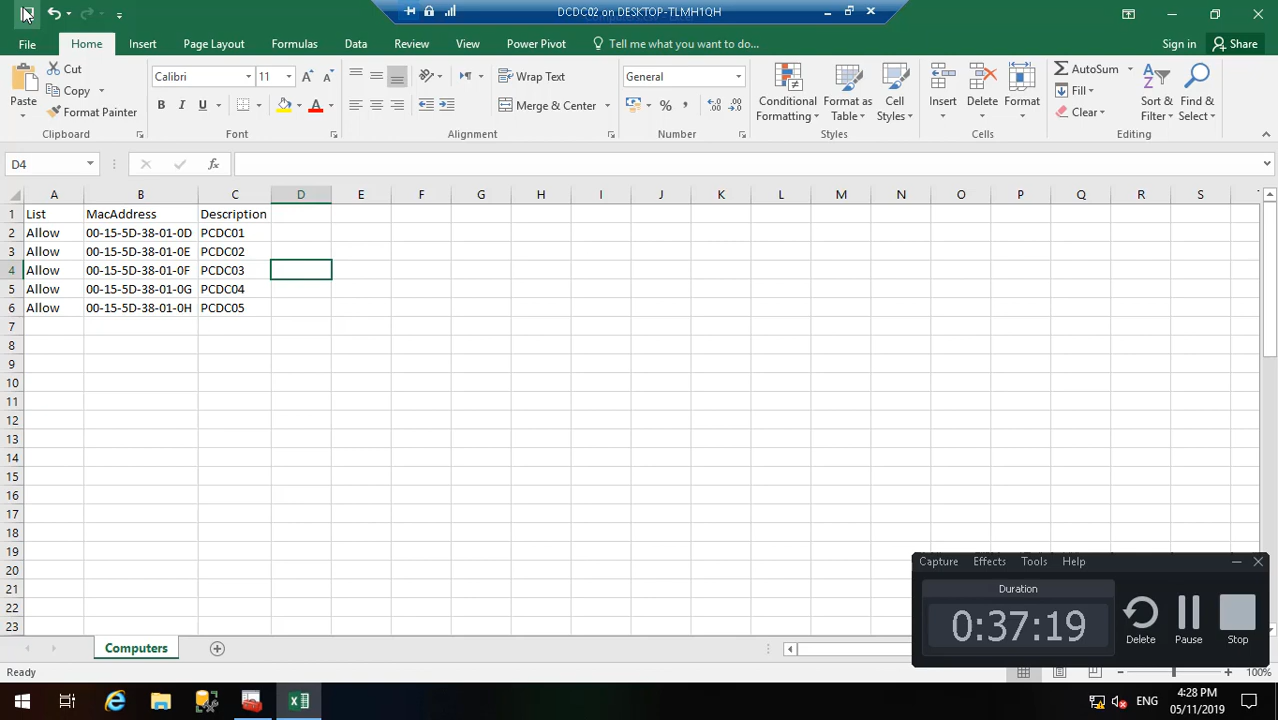 DCDC02 on DESKTOP-TLMH1QH
File Home Insert Page Layout Formulas Data Review View Power Pivot Tell me what you want to do... Sign in Share
Cut
Copy
Format Painter
Paste
Clipboard
Calibri 11
B I U
Font
Wrap Text
Merge & Center
Alignment
General
Number
Conditional Formatting
Format as Table
Cell Styles
Styles
Insert Delete Format
Cells
AutoSum
Fill
Clear
Sort & Filter
Find & Select
Editing
D4 fx
A B C D E F G H I J K L M N O P Q R S
1 List MacAddress Description
2 Allow 00-15-5D-38-01-0D PCDC01
3 Allow 00-15-5D-38-01-0E PCDC02
4 Allow 00-15-5D-38-01-0F PCDC03
5 Allow 00-15-5D-38-01-0G PCDC04
6 Allow 00-15-5D-38-01-0H PCDC05
7
8
9
10
11
12
13
14
15
16
17
18
19
20
21
22
23
Capture Effects Tools Help
Duration
0:37:19
Delete Pause Stop
Computers
Ready
100%
ENG
4:28 PM
05/11/2019